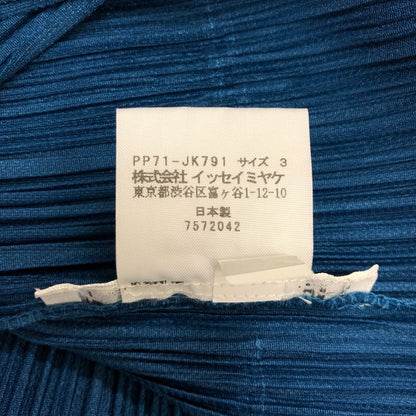 PP71-JK791 サイズ 3
株式会社 イッセイミヤケ
東京都渋谷区富ヶ谷1-12-10
日本製
7572042